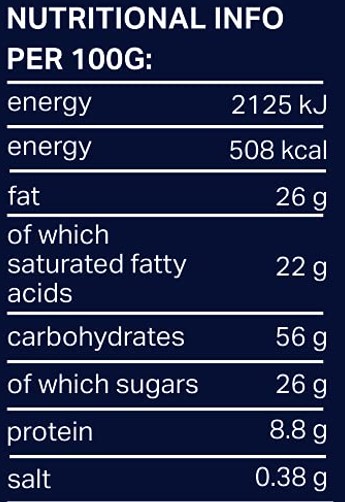 NUTRITIONAL INFO
PER 100G:
energy 2125 kJ
energy 508 kcal
fat 26 g
of which
saturated fatty 22 g
acids
carbohydrates 56 g
of which sugars 26 g
protein 8.8 g
salt 0.38 g